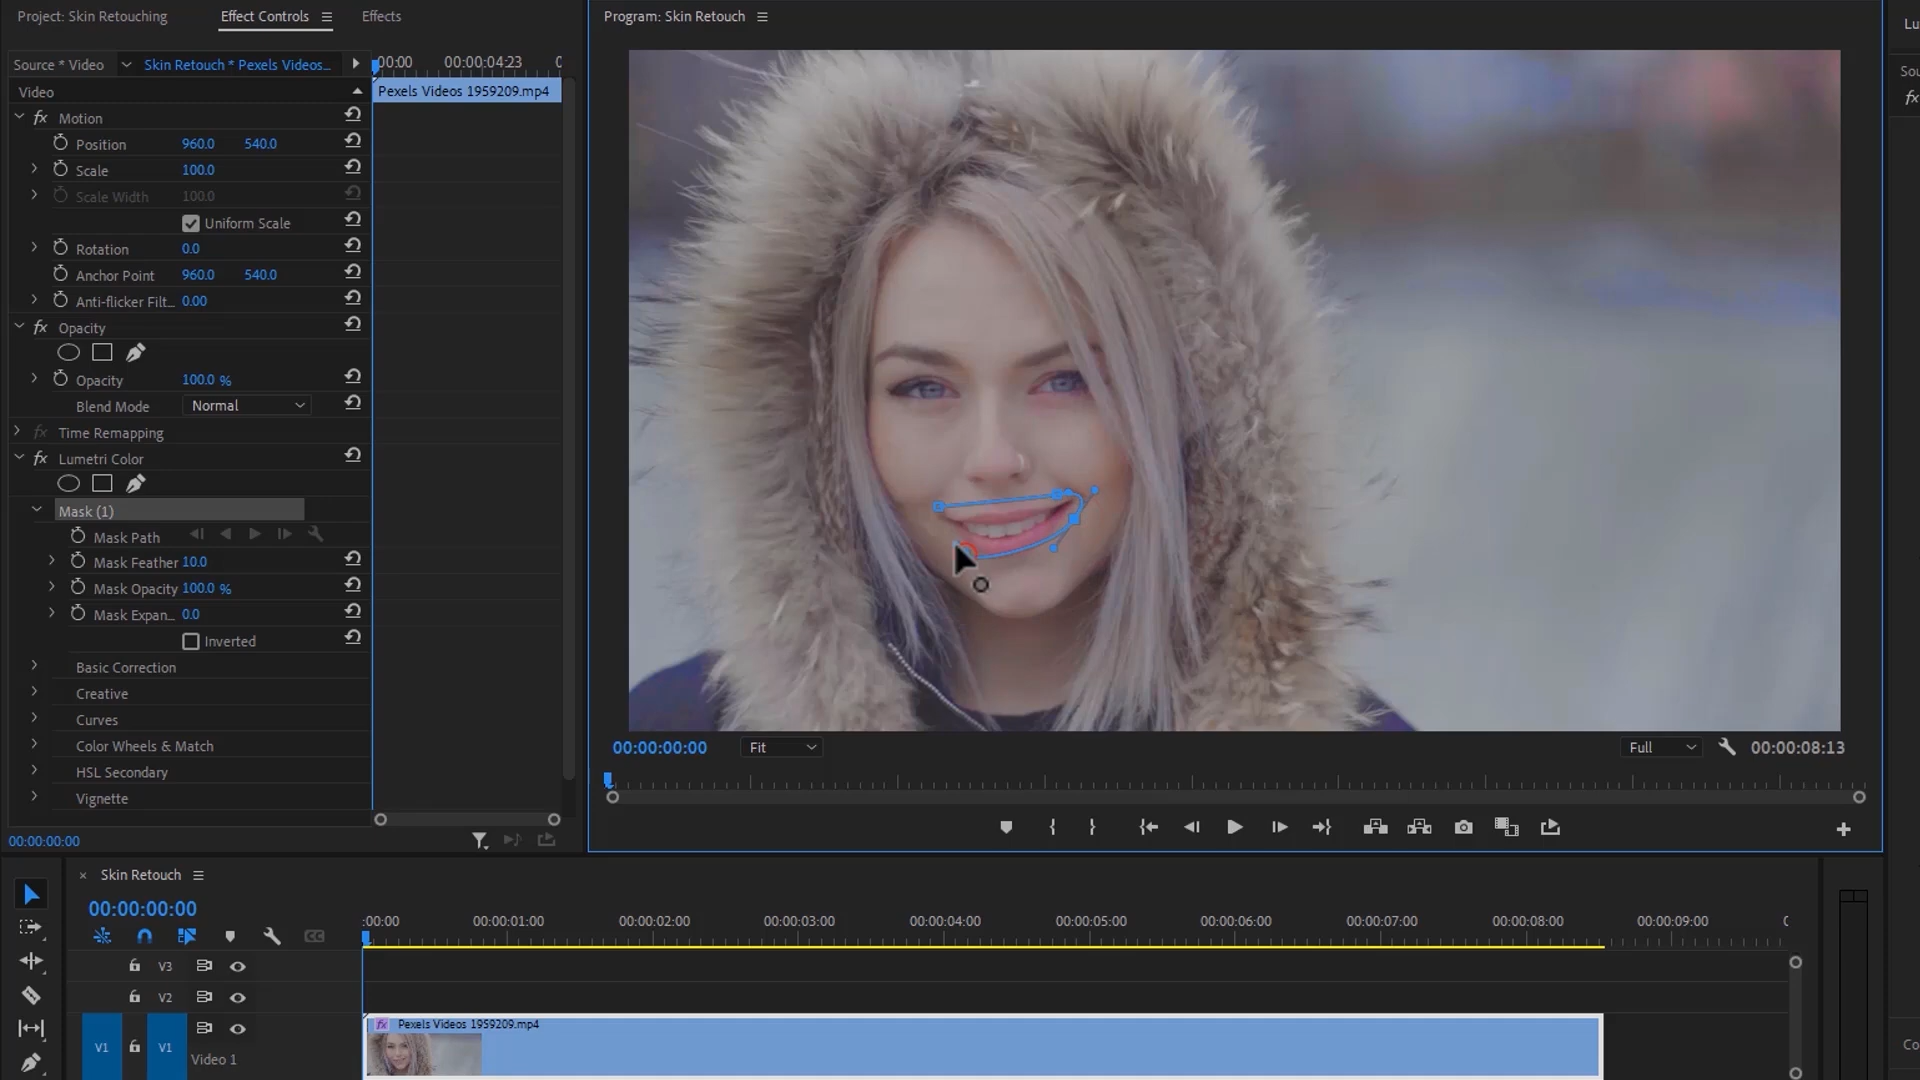 Project: Skin Retouching
Effect Controls
Effects
Source * Video
Skin Retouch * Pexels Videos...
:00:00
00:00:04:23
0
Video
Pexels Videos 1959209.mp4
fx Motion
Position 960.0 540.0
Scale 100.0
Scale Width 100.0
Uniform Scale
Rotation 0.0
Anchor Point 960.0 540.0
Anti-flicker Filt... 0.00
fx Opacity
Opacity 100.0 %
Blend Mode Normal
fx Time Remapping
fx Lumetri Color
Mask (1)
Mask Path
Mask Feather 10.0
Mask Opacity 100.0 %
Mask Expan... 0.0
Inverted
Basic Correction
Creative
Curves
Color Wheels & Match
HSL Secondary
Vignette
00:00:00:00
Program: Skin Retouch
00:00:00:00
Fit
Full
00:00:08:13
Lu
Sou
fx
× Skin Retouch
00:00:00:00
CC
:00:00
00:00:01:00
00:00:02:00
00:00:03:00
00:00:04:00
00:00:05:00
00:00:06:00
00:00:07:00
00:00:08:00
00:00:09:00
V3
V2
V1
V1
Video 1
fx Pexels Videos 1959209.mp4
Co